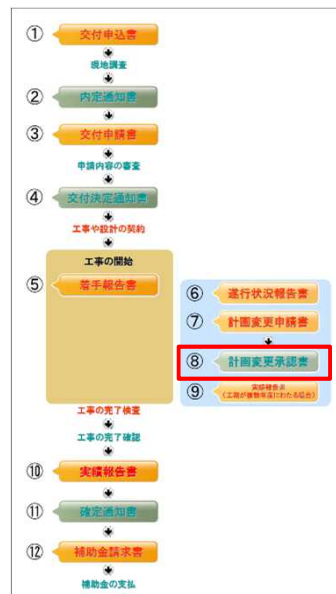 ① 交付申込書
現地調査
② 内定通知書
③ 交付申請書
申請内容の審査
④ 交付決定通知書
工事や設計の契約
工事の開始
⑤ 着手報告書
⑥ 遂行状況報告書
⑦ 計画変更申請書
⑧ 計画変更承認書
⑨ 実績報告書
(工期が複数年度にわたる場合)
工事の完了検査
工事の完了確認
⑩ 実績報告書
⑪ 確定通知書
⑫ 補助金請求書
補助金の支払